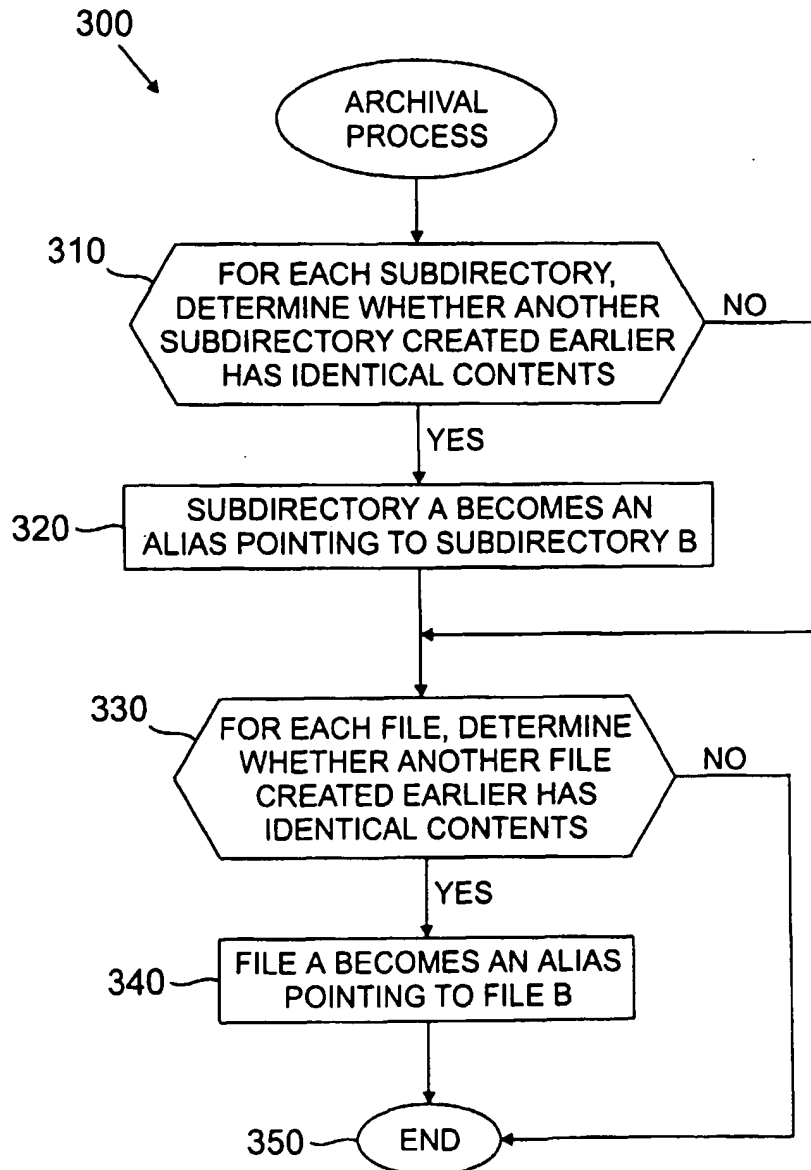 300
ARCHIVAL
PROCESS
310
FOR EACH SUBDIRECTORY,
DETERMINE WHETHER ANOTHER
SUBDIRECTORY CREATED EARLIER
HAS IDENTICAL CONTENTS
NO
YES
320
SUBDIRECTORY A BECOMES AN
ALIAS POINTING TO SUBDIRECTORY B
330
FOR EACH FILE, DETERMINE
WHETHER ANOTHER FILE
CREATED EARLIER HAS
IDENTICAL CONTENTS
NO
YES
340
FILE A BECOMES AN ALIAS
POINTING TO FILE B
350
END